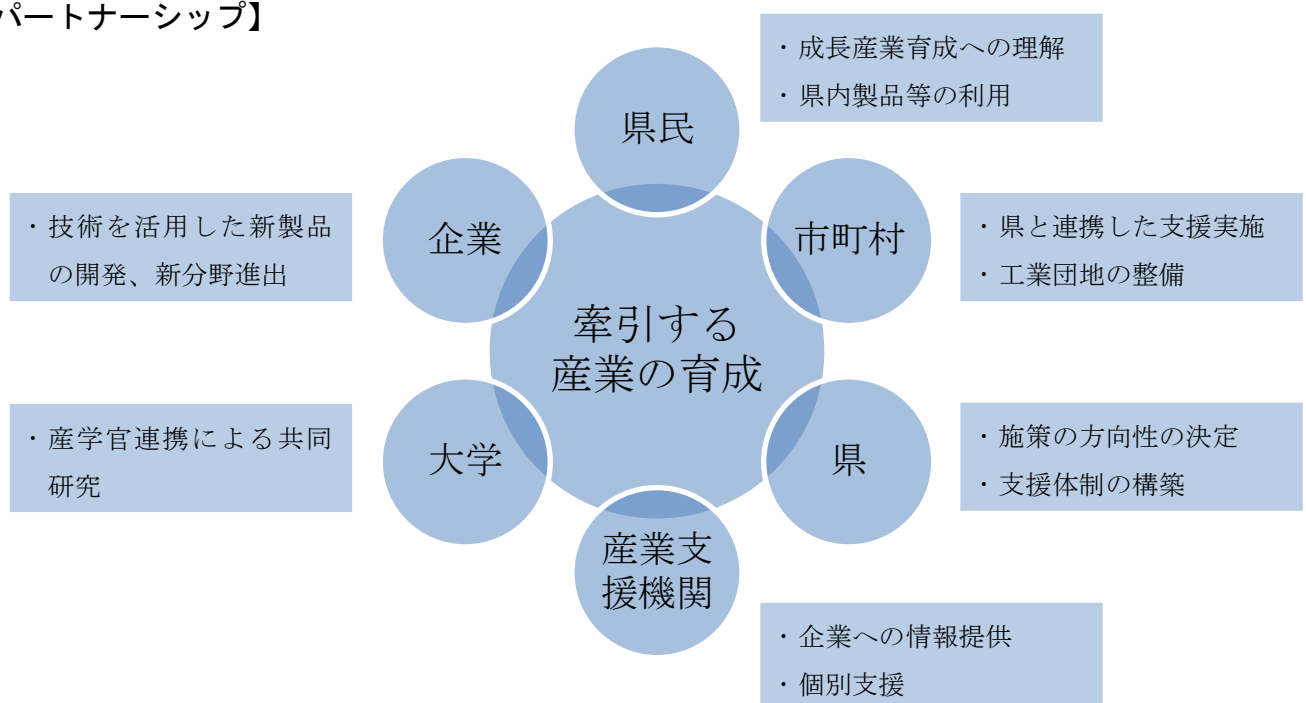 パートナーシップ】
・成長産業育成への理解
・県内製品等の利用
県民
企業
市町村
・技術を活用した新製品
の開発、新分野進出
・県と連携した支援実施
・工業団地の整備
牽引する
産業の育成
・産学官連携による共同
研究
大学
県
・施策の方向性の決定
・支援体制の構築
産業支
援機関
・企業への情報提供
・個別支援